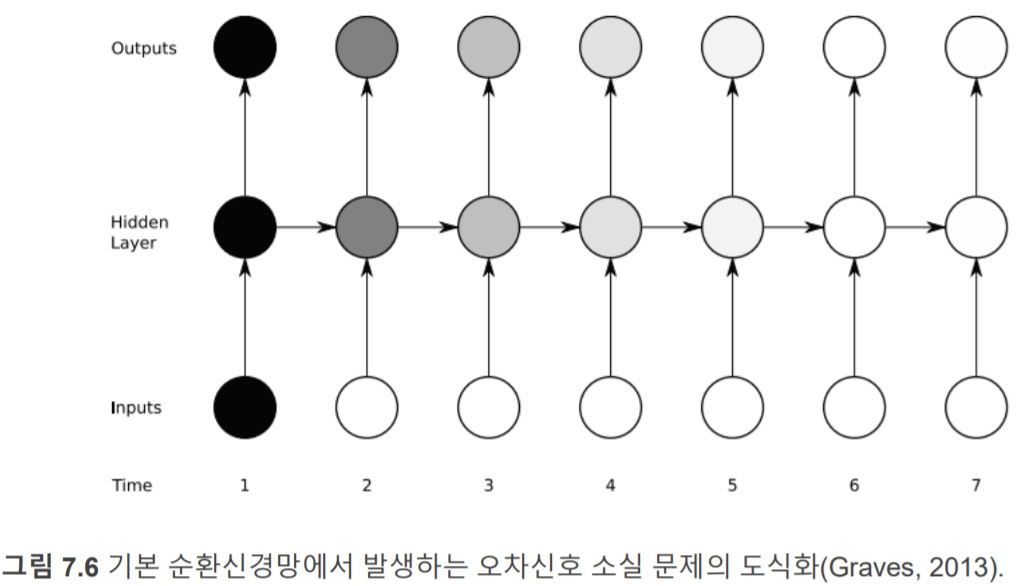 Outputs
Hidden
Layer
Inputs
Time 1 2 3 4 5 6 7
그림 7.6 기본 순환신경망에서 발생하는 오차신호 소실 문제의 도식화(Graves, 2013).